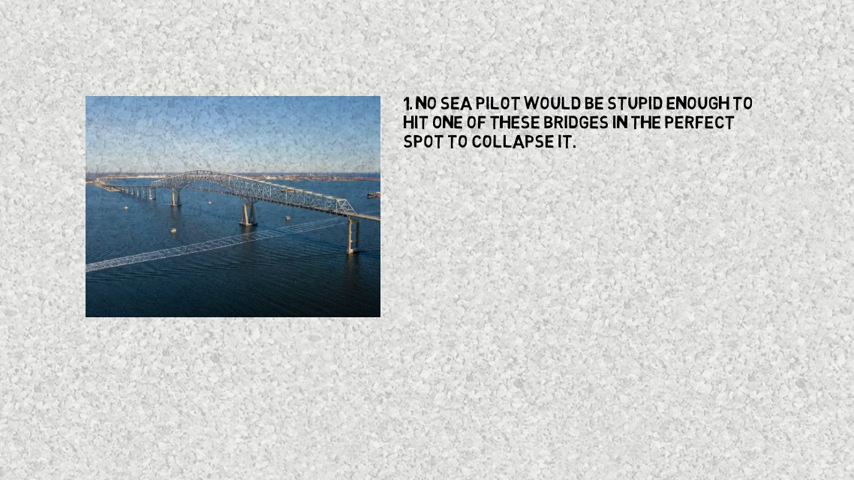 1. NO SEA PILOT WOULD BE STUPID ENOUGH TO
HIT ONE OF THESE BRIDGES IN THE PERFECT
SPOT TO COLLAPSE IT.